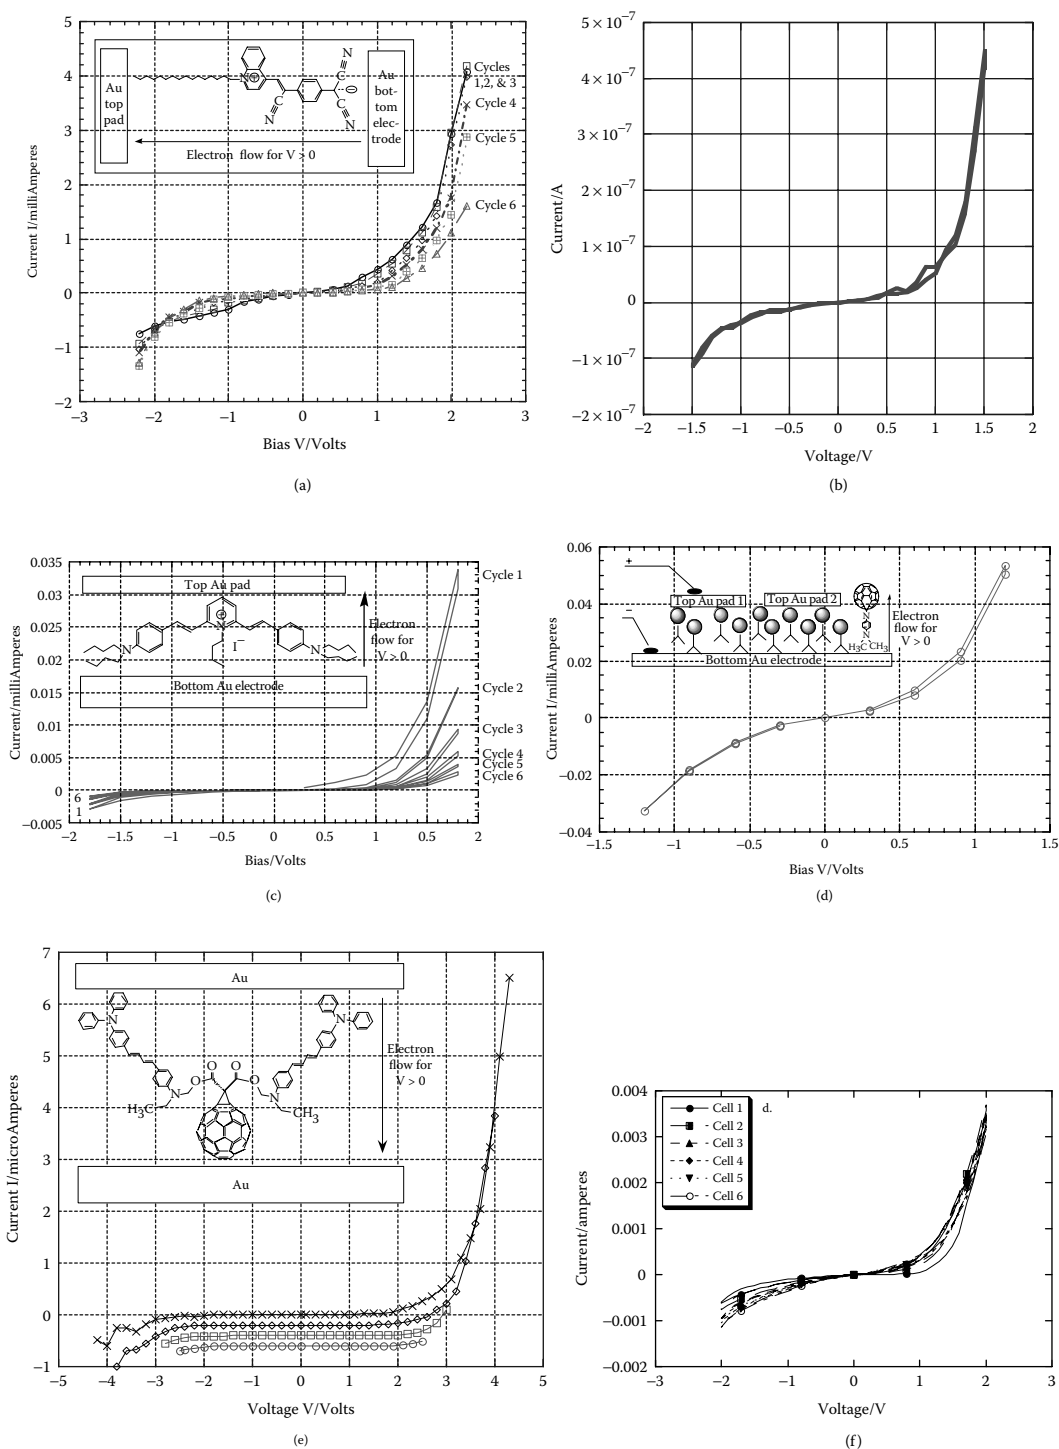 5
4
3
2
1
0
−1
−2
−3
−2
−1
0
1
2
3
Current I/milliAmperes
Bias V/Volts
Au
top
pad
N
CN
CN
CN
Au
bot-
tom
elec-
trode
Electron flow for V > 0
Cycles
1,2, & 3
Cycle 4
Cycle 5
Cycle 6
(a)
5 × 10⁻⁷
4 × 10⁻⁷
3 × 10⁻⁷
2 × 10⁻⁷
1 × 10⁻⁷
0
−1 × 10⁻⁷
−2 × 10⁻⁷
−2
−1.5
−1
−0.5
0
0.5
1
1.5
2
Current/A
Voltage/V
(b)
0.035
0.03
0.025
0.02
0.015
0.01
0.005
0
−0.005
−2
−1.5
−1
−0.5
0
0.5
1
0.5
2
Current/milliAmperes
Bias/Volts
Top Au pad
N
N
N
I⁻
Bottom Au electrode
Electron
flow for
V > 0
Cycle 1
Cycle 2
Cycle 3
Cycle 4
Cycle 5
Cycle 6
6
1
(c)
0.06
0.04
0.02
0
−0.02
−0.04
−1.5
−1
−0.5
0
0.5
1
1.5
Current I/milliAmperes
Bias V/Volts
+
−
Top Au pad 1
Top Au pad 2
N
N
H₃C CH₃
Bottom Au electrode
Electron
flow for
V > 0
(d)
7
6
5
4
3
2
1
0
−1
−5
−4
−3
−2
−1
0
1
2
3
4
5
Current I/microAmperes
Voltage V/Volts
Au
N
N
O
O
O
O
N
N
H₃C
CH₃
Electron
flow for
V > 0
Au
(e)
0.004
0.003
0.002
0.001
0
−0.001
−0.002
−3
−2
−1
0
1
2
3
Current/amperes
Voltage/V
Cell 1
Cell 2
Cell 3
Cell 4
Cell 5
Cell 6
d.
(f)